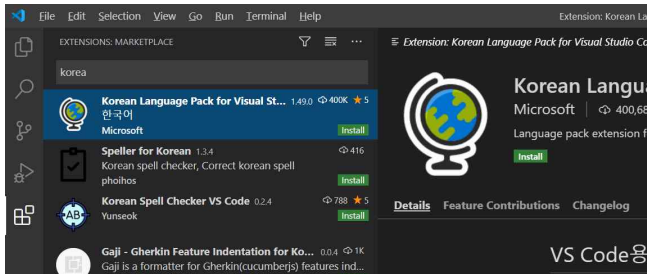 File Edit Selection View Go Run Terminal Help
Extension: Korean La
EXTENSIONS: MARKETPLACE
Extension: Korean Language Pack for Visual Studio Co
korea
Korean Language Pack for Visual St... 1.49.0 400K ★ 5
한국어
Microsoft Install
Speller for Korean 1.3.4 416
Korean spell checker, Correct korean spell
phoihos Install
Korean Spell Checker VS Code 0.2.4 788 ★ 5
AB
Yunseok Install
Gaji - Gherkin Feature Indentation for Ko... 0.0.4 1K
Gaji is a formatter for Gherkin(cucumberjs) features ind...
Korean Langua
Microsoft | 400,68
Language pack extension f
Install
Details Feature Contributions Changelog
VS Code용